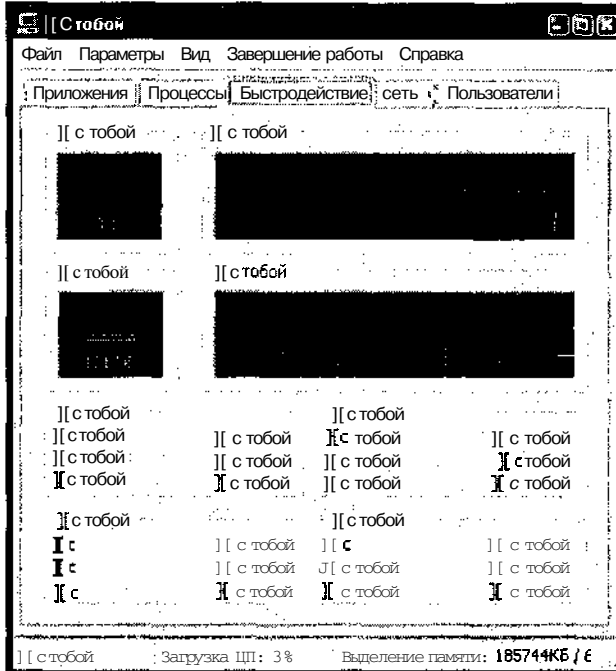 ][ С тобой
Файл Параметры Вид Завершение работы Справка
Приложения Процессы Быстродействие сеть Пользователи
][ с тобой ][ с тобой
][ с тобой ][ с тобой
][ с тобой ][ с тобой
][ с тобой ][ с тобой ][ с тобой ][ с тобой
][ с тобой ][ с тобой ][ с тобой ][ с тобой
][ с тобой ][ с тобой ][ с тобой ][ с тобой
][ с тобой ][ с тобой
][ с ][ с тобой ][ с ][ с тобой
][ с ][ с тобой J[ с тобой ][ с тобой
][ с ][ с тобой ][ с тобой ][ с тобой
][ с тобой Загрузка ЦП: 3% Выделение памяти: 185744КБ /